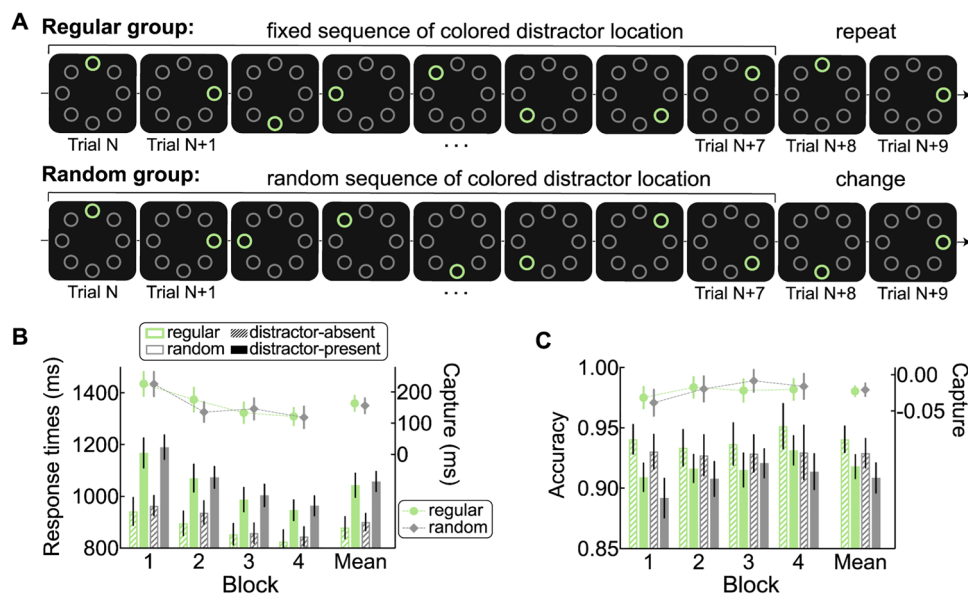 A
Regular group:
fixed sequence of colored distractor location
repeat
Trial N
Trial N+1
...
Trial N+7
Trial N+8
Trial N+9
Random group:
random sequence of colored distractor location
change
Trial N
Trial N+1
...
Trial N+7
Trial N+8
Trial N+9
B
regular
distractor-absent
random
distractor-present
Response times (ms)
1400
1200
1000
800
200
100
0
Capture (ms)
1 2 3 4 Mean
Block
regular
random
C
Accuracy
1.00
0.95
0.90
0.85
0.00
-0.05
Capture
1 2 3 4 Mean
Block